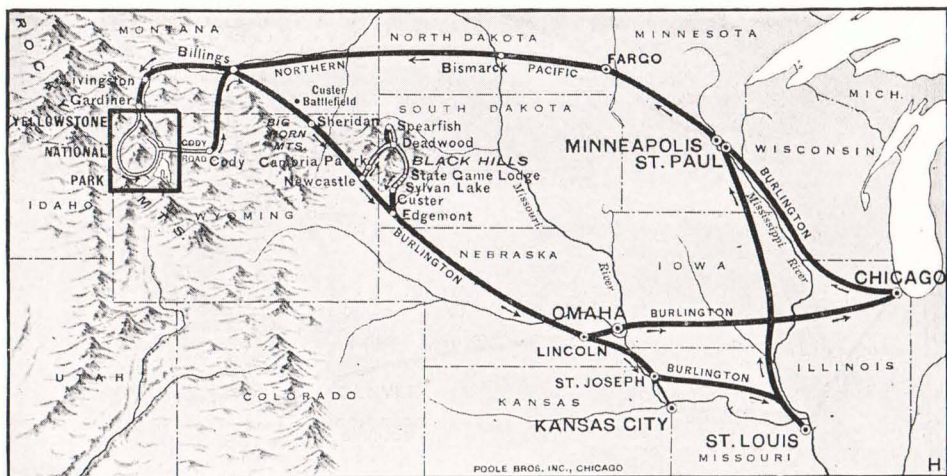 ROC
MTS
MONTANA
NORTH DAKOTA
MINNESOTA
Billings
NORTHERN
Bismarck
PACIFIC
FARGO
Livingston
Gardiner
Custer
Battlefield
SOUTH DAKOTA
MICH.
YELLOWSTONE
NATIONAL
PARK
CODY
ROAD
Cody
BIG
HORN
MTS.
Sheridan
Spearfish
Deadwood
BLACK HILLS
Cambria Park
State Game Lodge
Newcastle
Sylvan Lake
Custer
Edgemont
MINNEAPOLIS
ST. PAUL
WISCONSIN
IDAHO
WYOMING
Missouri
River
BURLINGTON
Mississippi
River
BURLINGTON
NEBRASKA
IOWA
CHICAGO
OMAHA
BURLINGTON
LINCOLN
ILLINOIS
UTAH
COLORADO
ST. JOSEPH
BURLINGTON
KANSAS
KANSAS CITY
ST. LOUIS
MISSOURI
POOLE BROS. INC., CHICAGO
H